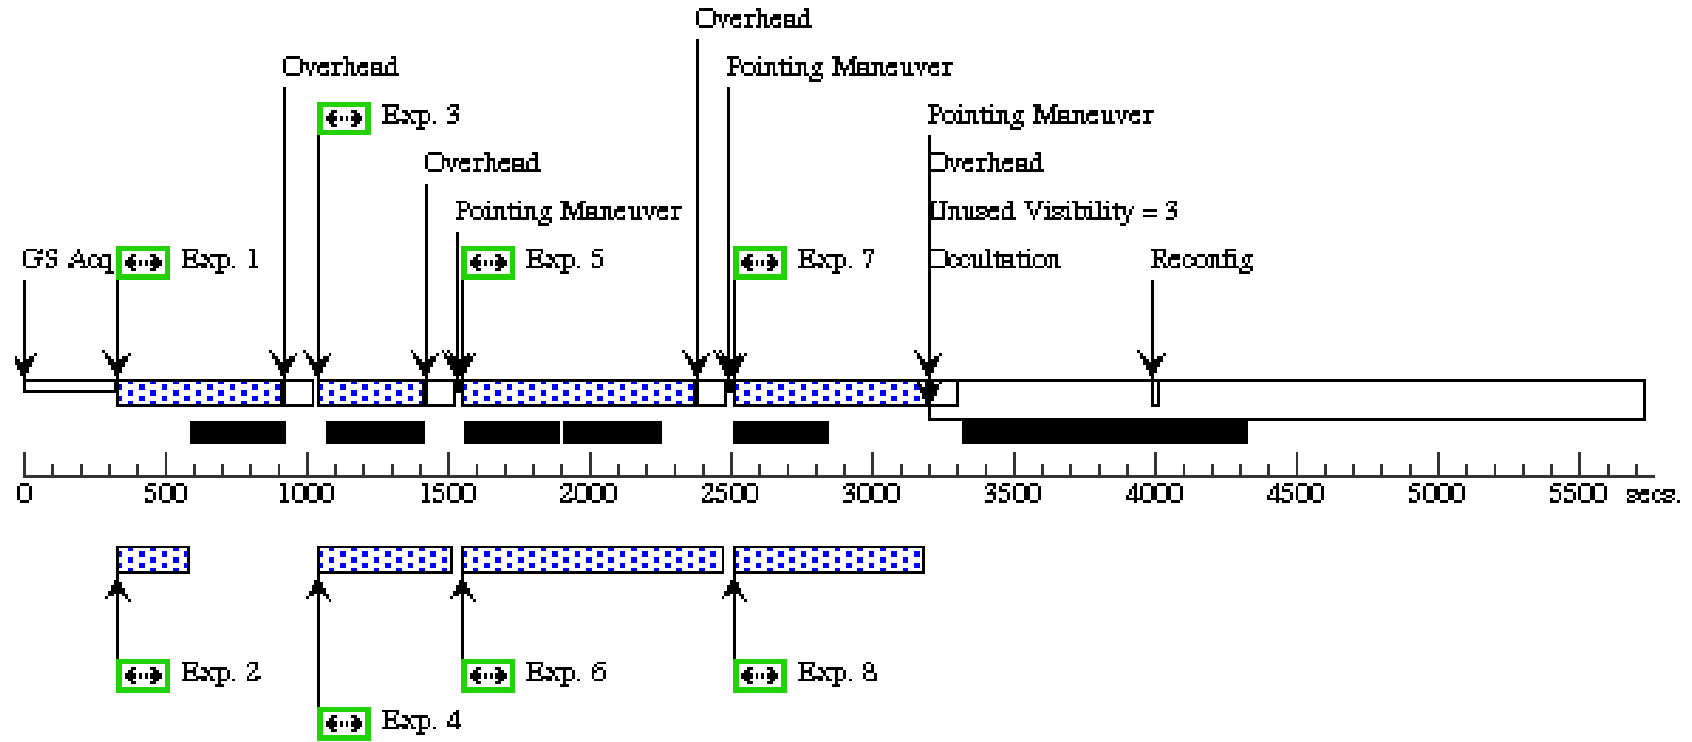 Overhead
Overhead
Pointing Maneuver
Exp. 3
Pointing Maneuver
Overhead
Overhead
Pointing Maneuver
Unused Visibility = 3
GS Acq
Exp. 1
Exp. 5
Exp. 7
Occultation
Reconfig
0 500 1000 1500 2000 2500 3000 3500 4000 4500 5000 5500 secs.
Exp. 2
Exp. 6
Exp. 8
Exp. 4